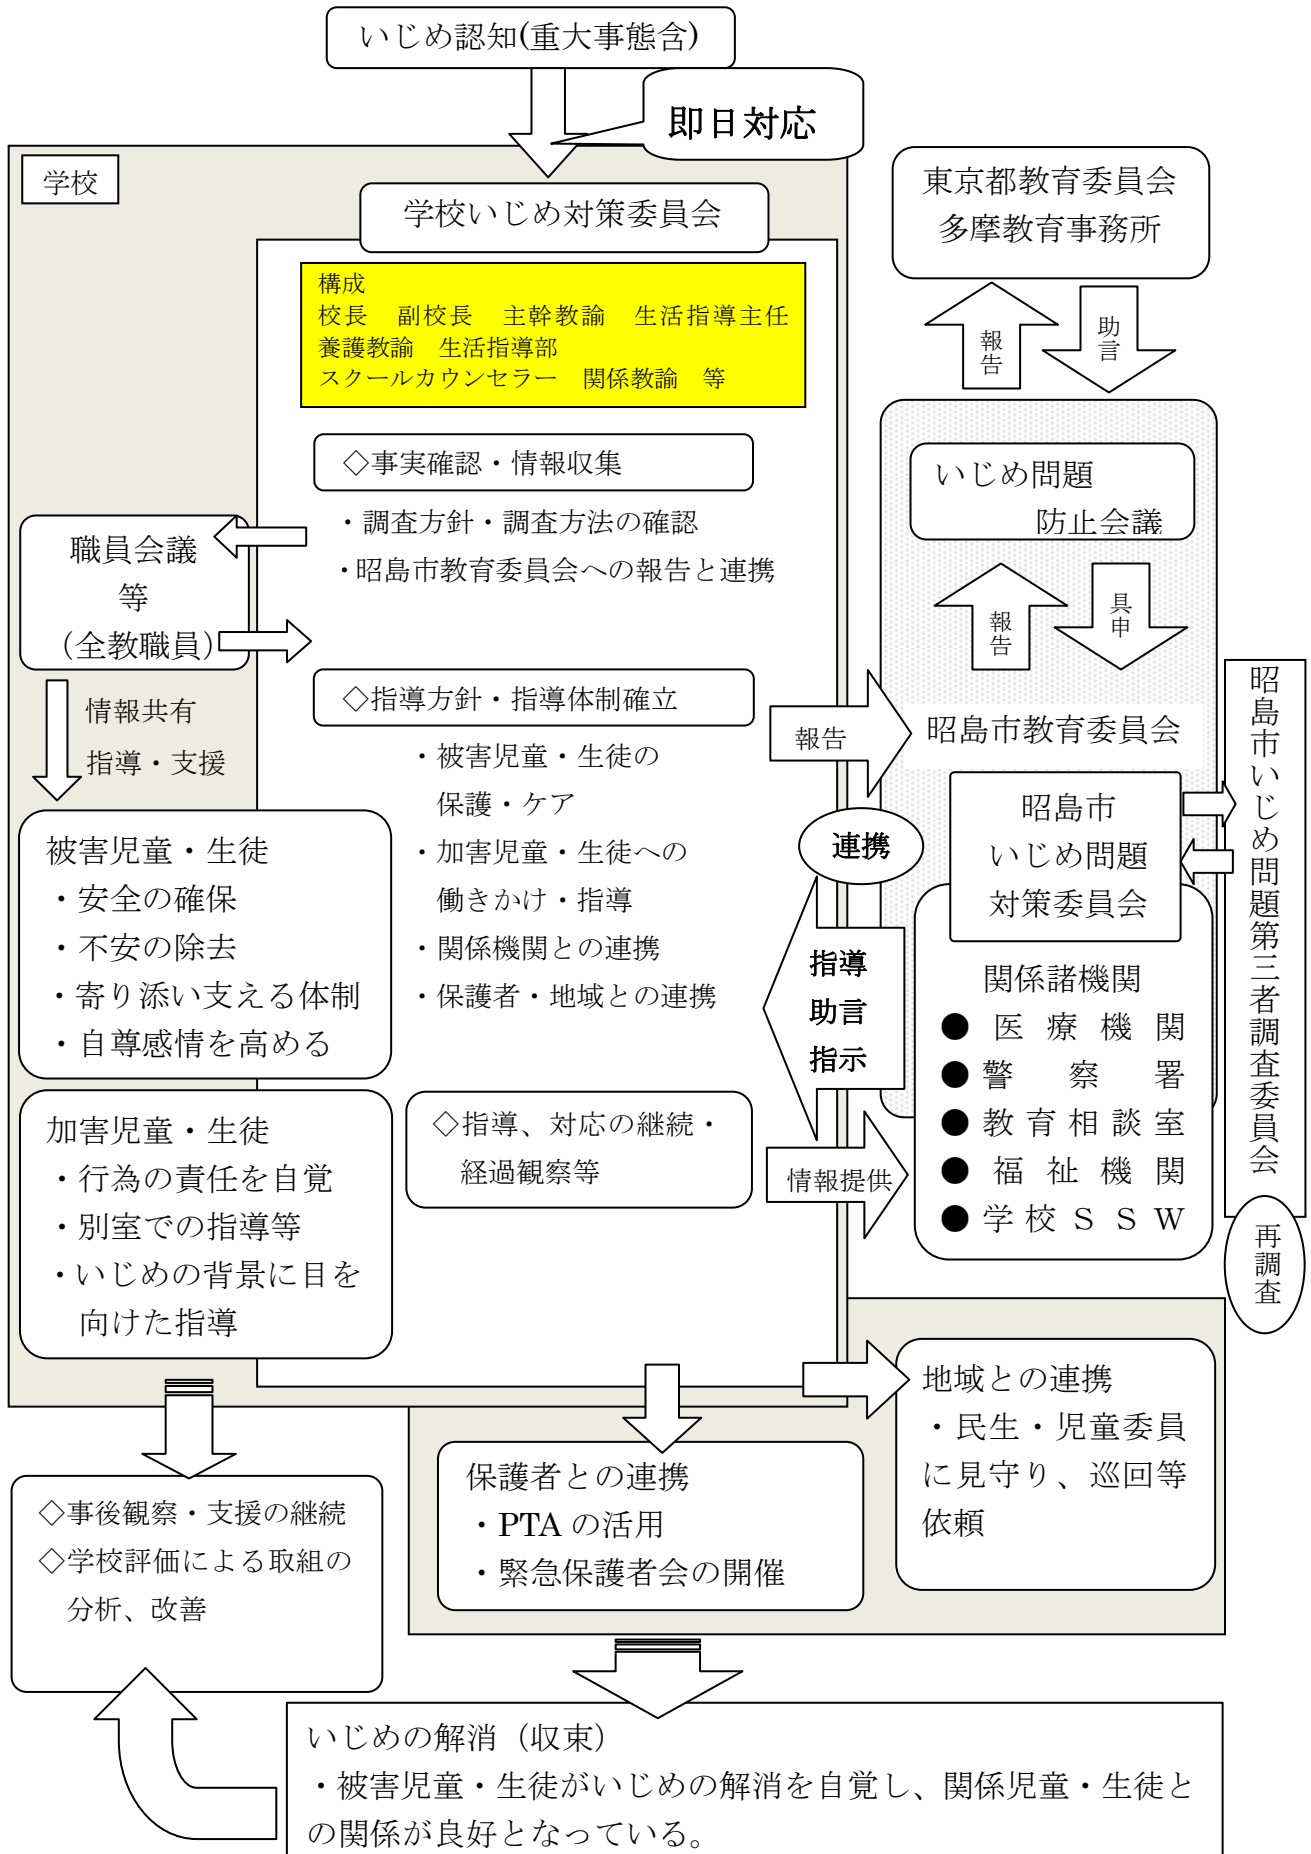 いじめ認知(重大事態含)
即日対応
学校
学校いじめ対策委員会
構成
校長　副校長　主幹教諭　生活指導主任
養護教諭　生活指導部
スクールカウンセラー　関係教諭　等
◇事実確認・情報収集
・調査方針・調査方法の確認
・昭島市教育委員会への報告と連携
職員会議
等
（全教職員）
情報共有
指導・支援
◇指導方針・指導体制確立
・被害児童・生徒の
保護・ケア
・加害児童・生徒への
働きかけ・指導
・関係機関との連携
・保護者・地域との連携
被害児童・生徒
・安全の確保
・不安の除去
・寄り添い支える体制
・自尊感情を高める
加害児童・生徒
・行為の責任を自覚
・別室での指導等
・いじめの背景に目を
向けた指導
◇指導、対応の継続・
経過観察等
東京都教育委員会
多摩教育事務所
報告
助言
いじめ問題
防止会議
報告
具申
報告
昭島市教育委員会
連携
昭島市
いじめ問題
対策委員会
指導
助言
指示
関係諸機関
●医療機関
●警察署
●教育相談室
●福祉機関
●学校ＳＳＷ
情報提供
昭島市いじめ問題第三者調査委員会
再調査
地域との連携
・民生・児童委員
に見守り、巡回等
依頼
保護者との連携
・PTA の活用
・緊急保護者会の開催
◇事後観察・支援の継続
◇学校評価による取組の
分析、改善
いじめの解消（収束）
・被害児童・生徒がいじめの解消を自覚し、関係児童・生徒と
の関係が良好となっている。